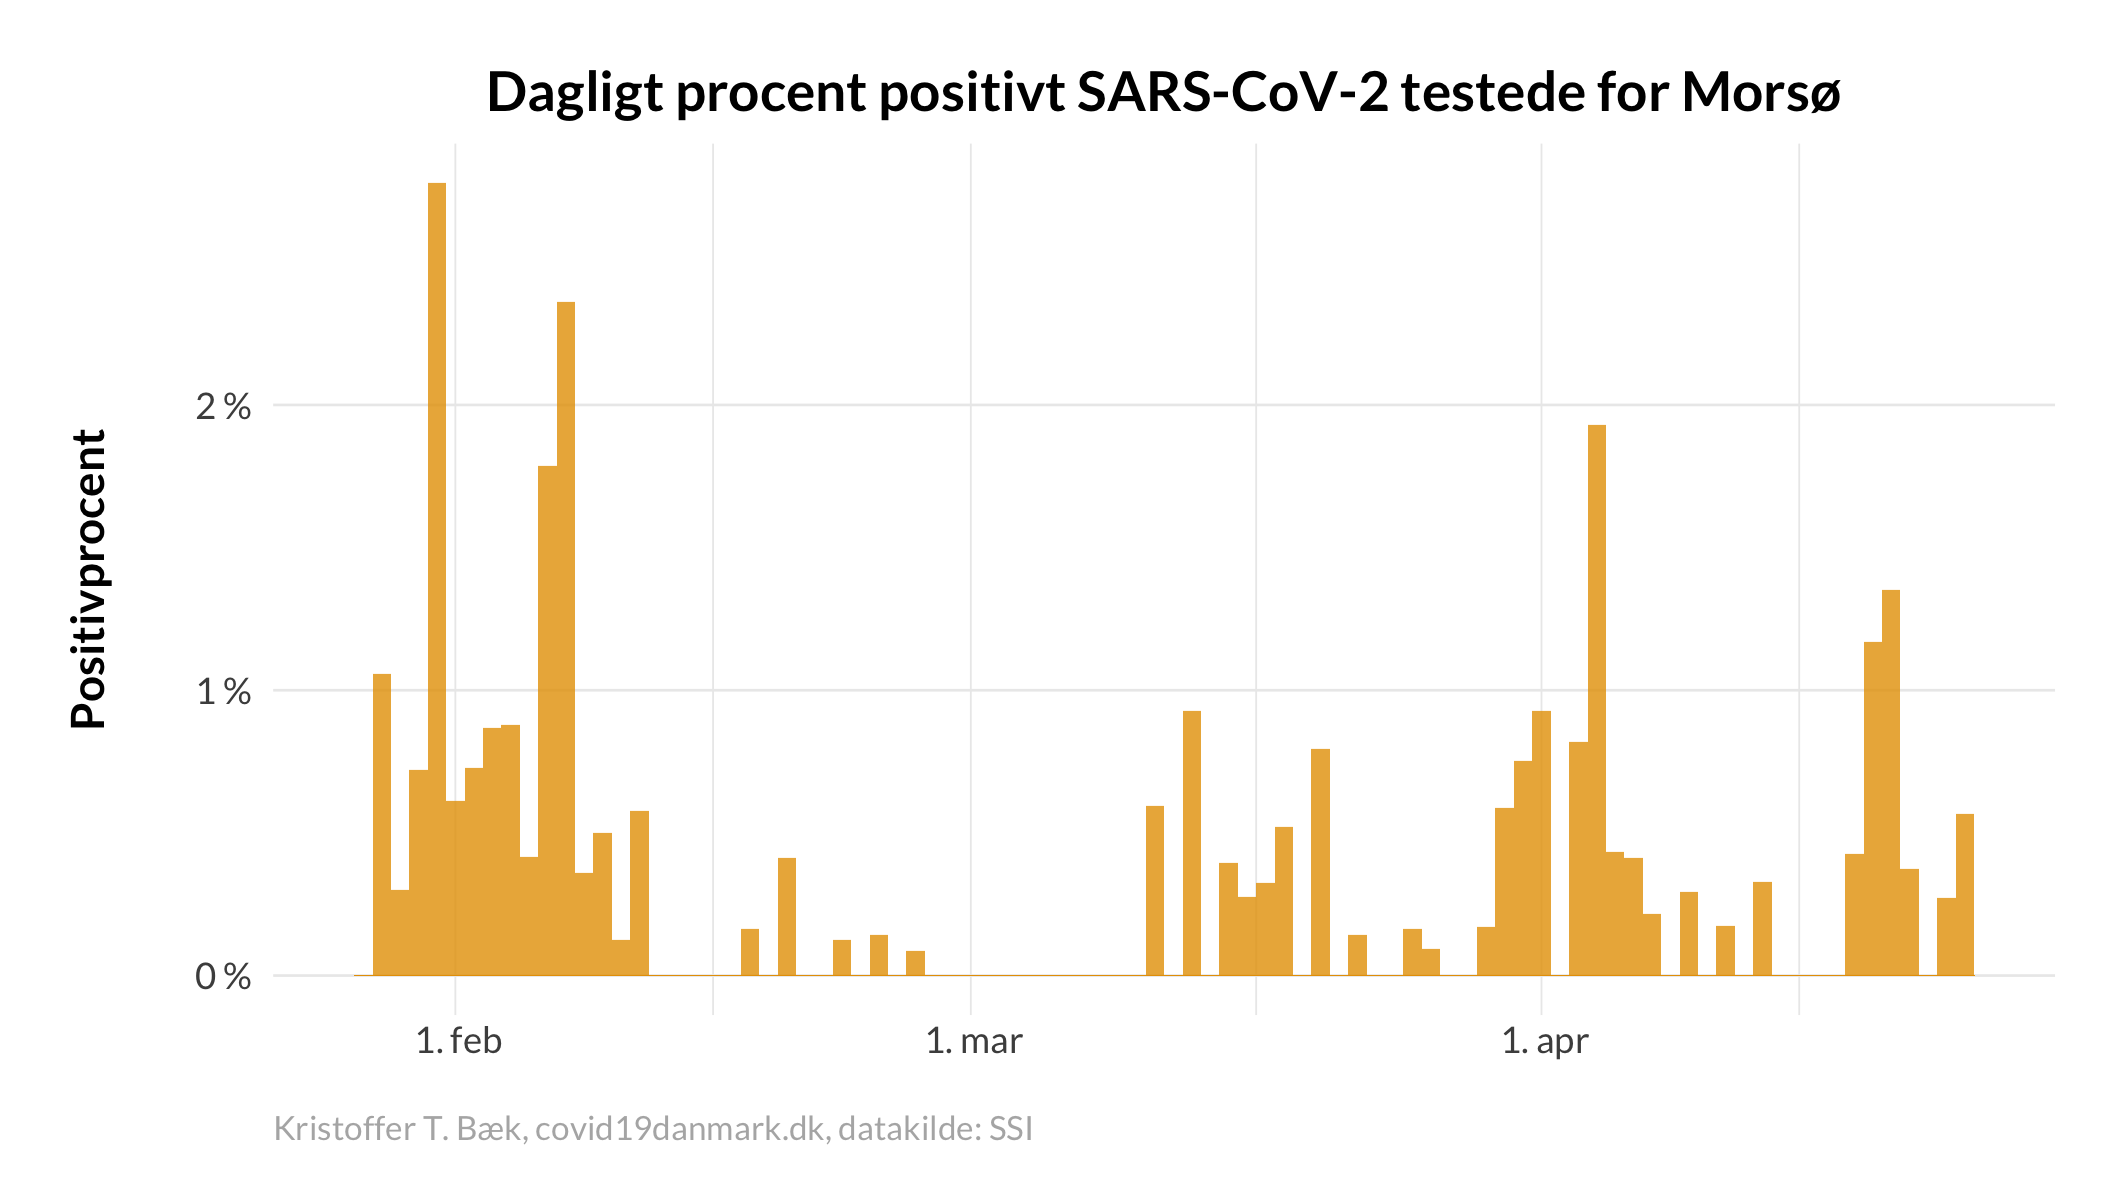 Dagligt procent positivt SARS-CoV-2 testede for Morsø
Positivprocent
2 %
1 %
0 %
1. feb
1. mar
1. apr
Kristoffer T. Bæk, covid19danmark.dk, datakilde: SSI